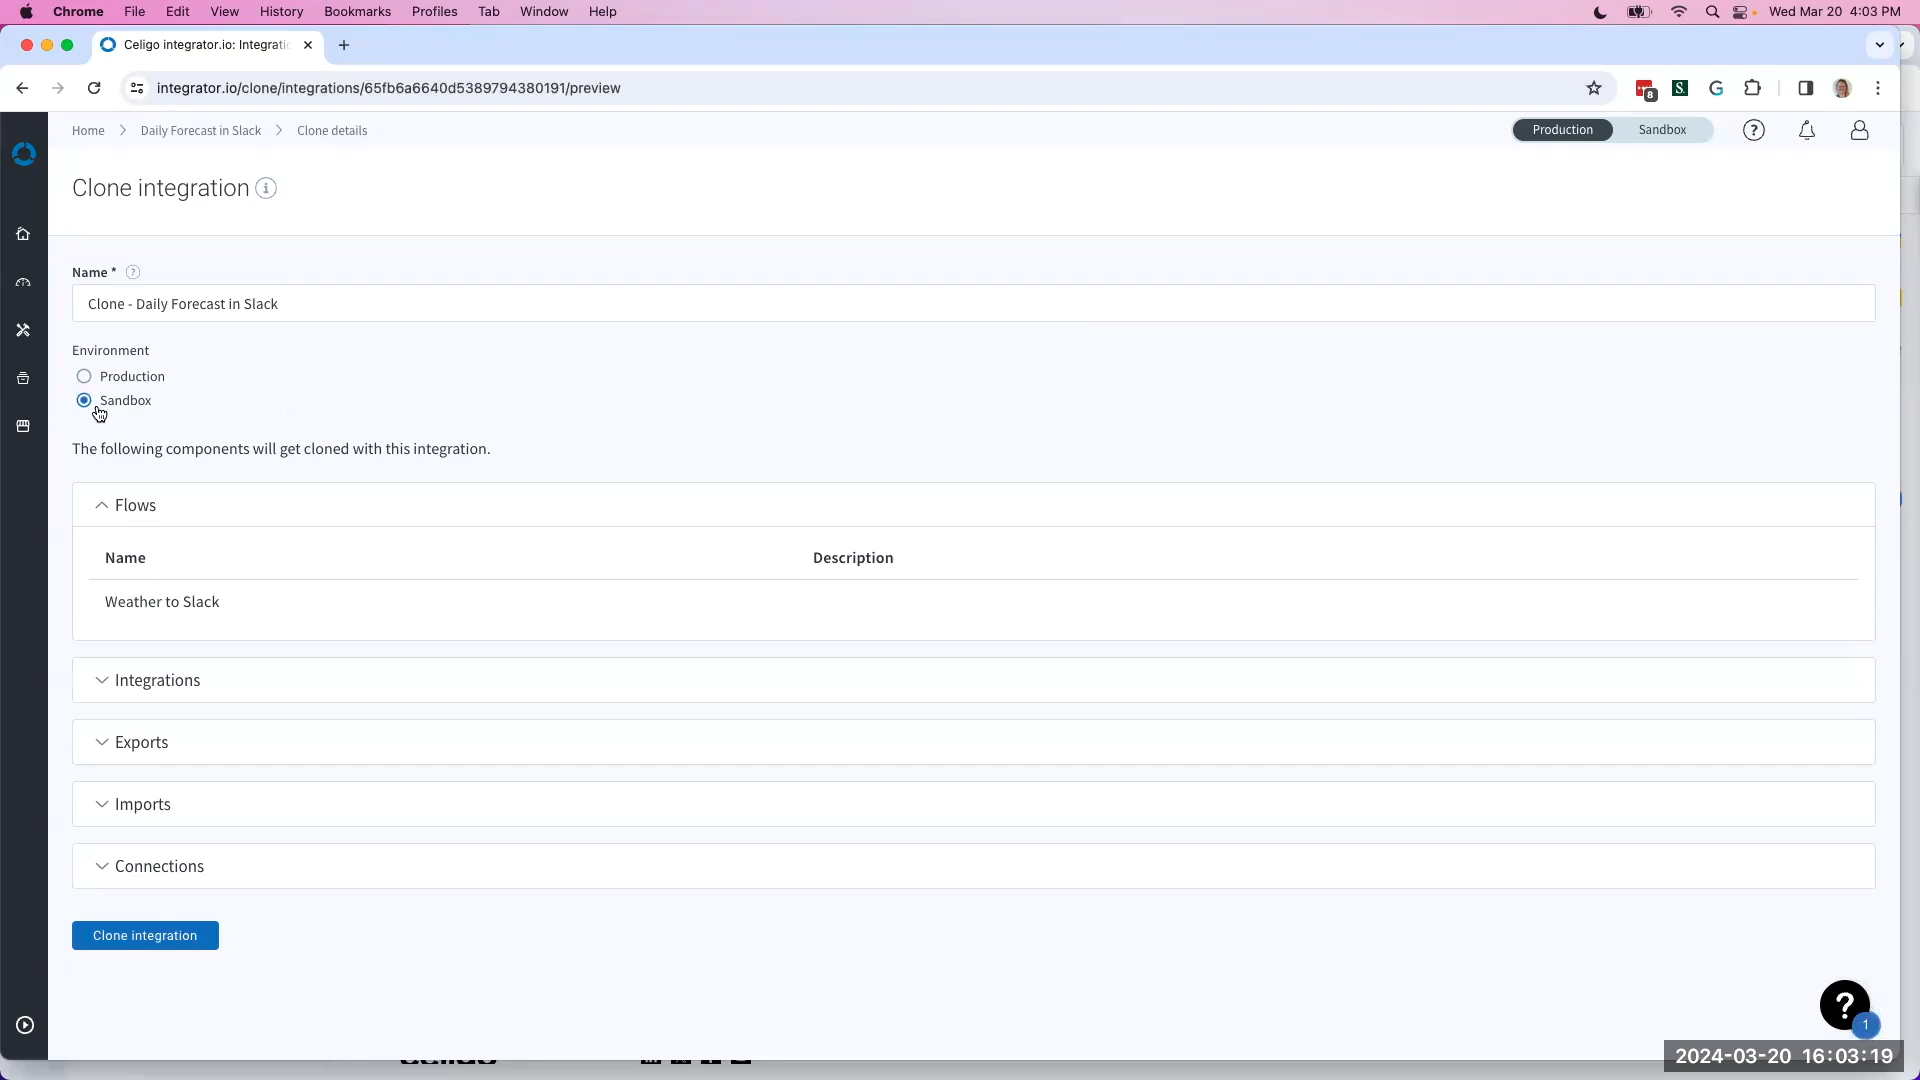 Chrome File Edit View History Bookmarks Profiles Tab Window Help Wed Mar 20 4:03 PM
Celigo integrator.io: Integratic
integrator.io/clone/integrations/65fb6a6640d5389794380191/preview
8
S.
G
Home Daily Forecast in Slack Clone details
Production Sandbox
?
Clone integration i
Name * ?
Clone - Daily Forecast in Slack
Environment
Production
Sandbox
The following components will get cloned with this integration.
Flows
Name Description
Weather to Slack
Integrations
Exports
Imports
Connections
Clone integration
?
1
2024-03-20 16:03:19